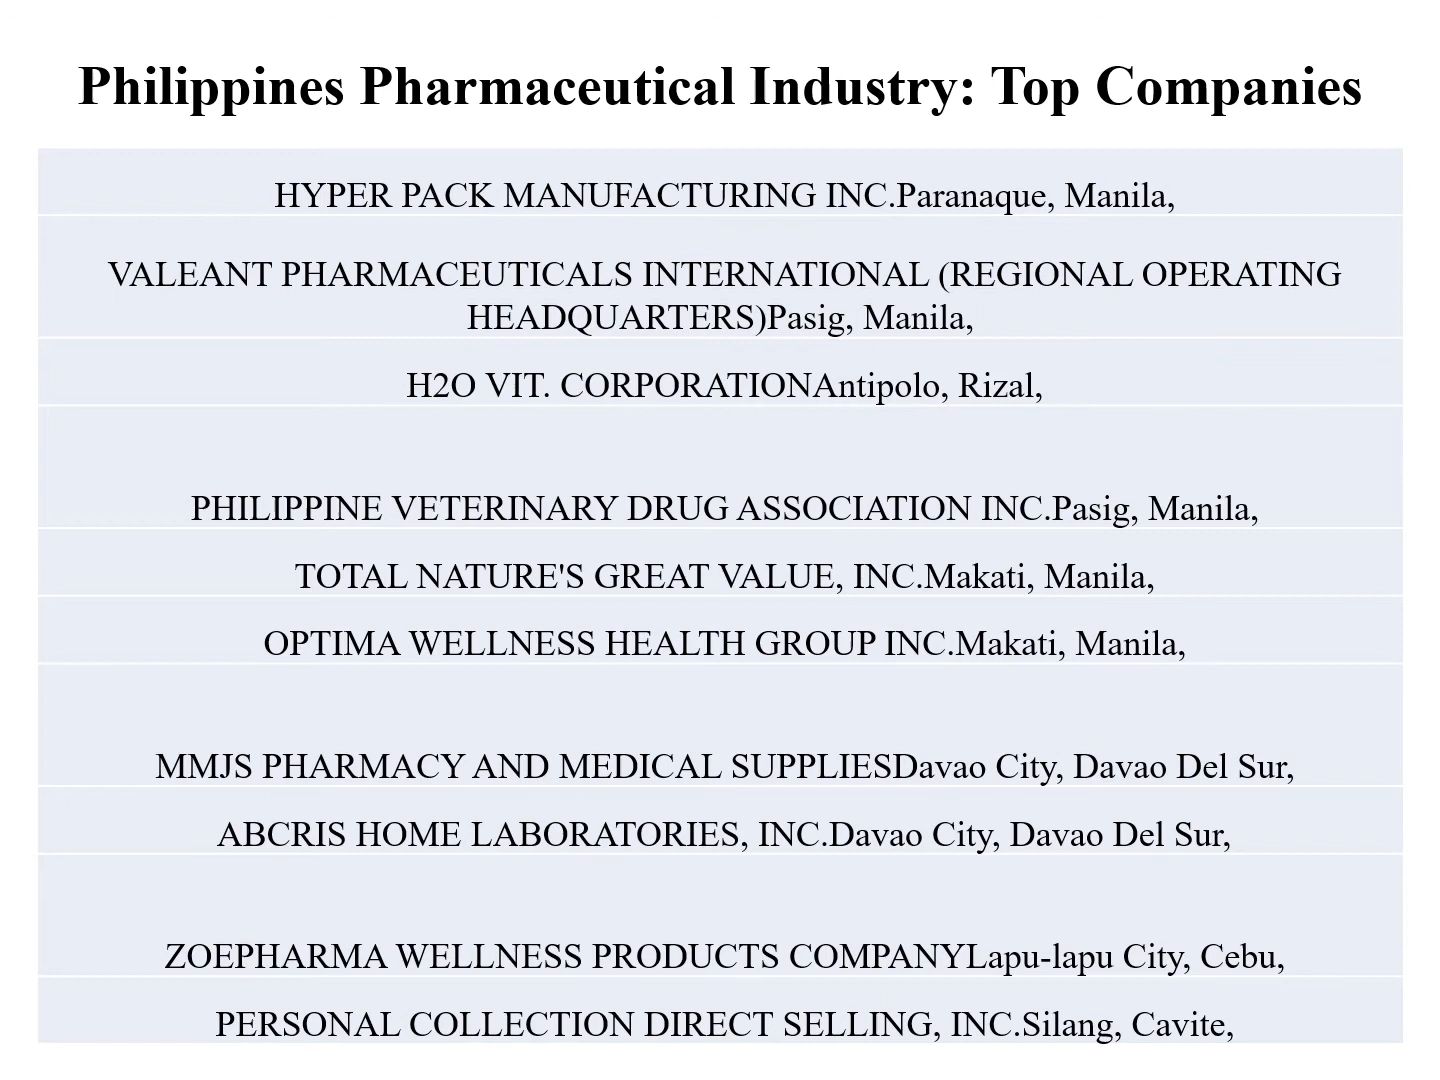 Philippines Pharmaceutical Industry: Top Companies
HYPER PACK MANUFACTURING INC.Paranaque, Manila,
VALEANT PHARMACEUTICALS INTERNATIONAL (REGIONAL OPERATING
HEADQUARTERS)Pasig, Manila,
H2O VIT. CORPORATIONAntipolo, Rizal,
PHILIPPINE VETERINARY DRUG ASSOCIATION INC.Pasig, Manila,
TOTAL NATURE'S GREAT VALUE, INC.Makati, Manila,
OPTIMA WELLNESS HEALTH GROUP INC.Makati, Manila,
MMJS PHARMACY AND MEDICAL SUPPLIESDavao City, Davao Del Sur,
ABCRIS HOME LABORATORIES, INC.Davao City, Davao Del Sur,
ZOEPHARMA WELLNESS PRODUCTS COMPANYLapu-lapu City, Cebu,
PERSONAL COLLECTION DIRECT SELLING, INC.Silang, Cavite,